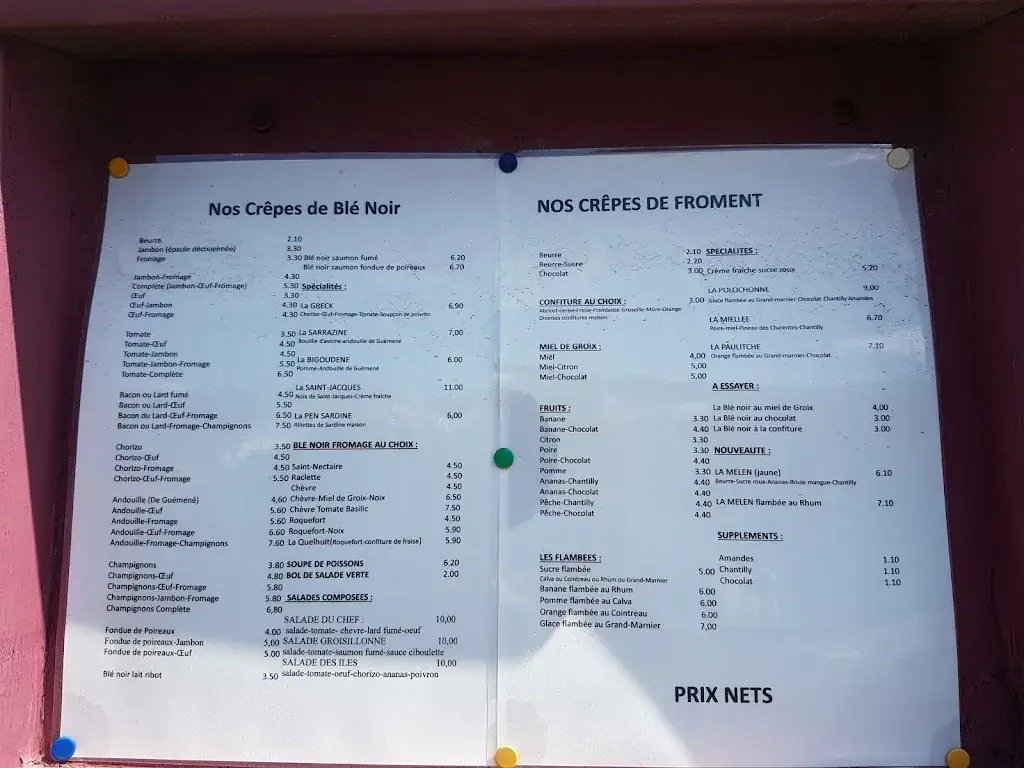 Nos Crêpes de Blé Noir
Beurre 2.10
Jambon (épaule découennée) 3,30
Fromage 3.30
Jambon-Fromage 4.30
Complète (Jambon-Œuf-Fromage) 5.30
Œuf 3.30
Œuf-Jambon 4.30
Œuf-Fromage 4.30
Tomate 3.50
Tomate-Œuf 4.50
Tomate-Jambon 4.50
Tomate-Jambon-Fromage 5.50
Tomate-Complète 6.50
Bacon ou Lard fumé 4.50
Bacon ou Lard-Œuf 5.50
Bacon ou Lard-Œuf-Fromage 6.50
Bacon ou Lard-Fromage-Champignons 7.50
Chorizo 3.50
Chorizo-Œuf 4.50
Chorizo-Fromage 4.50
Chorizo-Œuf-Fromage 5.50
Andouille (De Guémené) 4,60
Andouille-Œuf 5.60
Andouille-Fromage 5.60
Andouille-Œuf-Fromage 6.60
Andouille-Fromage-Champignons 7.60
Champignons 3.80
Champignons-Œuf 4.80
Champignons-Œuf-Fromage 5.80
Champignons-Jambon-Fromage 5.80
Champignons Complète 6,80
Fondue de Poireaux 4.00
Fondue de poireaux-Jambon 5,00
Fondue de poireaux-Œuf 5.00
Blé noir lait ribot 3.50
Blé noir saumon fumé 6.20
Blé noir saumon fondue de poireaux 6.70
Spécialités :
La GRECK 6,90
Chorizo-Œuf-Fromage-Tomate-Soupçon de poivron
La SARRAZINE 7,00
Bouillie d'avoine-andouille de Guémené
La BIGOUDENE 6.00
Pomme-Andouille de Guémené
La SAINT-JACQUES 11.00
Noix de Saint-Jacques-Crème fraîche
La PEN SARDINE 6,00
Rillettes de Sardine maison
BLE NOIR FROMAGE AU CHOIX :
Saint-Nectaire 4.50
Raclette 4.50
Chèvre 4.50
Chèvre-Miel de Groix-Noix 6.50
Chèvre Tomate Basilic 7.50
Roquefort 4.50
Roquefort-Noix 5.90
La Quelhuit(Roquefort-confiture de fraise) 5.90
SOUPE DE POISSONS 6.20
BOL DE SALADE VERTE 2.00
SALADES COMPOSEES :
SALADE DU CHEF : 10,00
salade-tomate- chevre-lard fumé-oeuf
SALADE GROISILLONNE 10,00
salade-tomate-saumon fumé-sauce ciboulette
SALADE DES ILES 10,00
salade-tomate-oeuf-chorizo-ananas-poivron
NOS CRÊPES DE FROMENT
Beurre 2.10
Beurre-Sucre 2.20
Chocolat 3.00
CONFITURE AU CHOIX : 3.00
Diverses confitures maison
MIEL DE GROIX :
Miel 4,00
Miel-Citron 5,00
Miel-Chocolat 5,00
FRUITS :
Banane 3.30
Banane-Chocolat 4.40
Citron 3.30
Poire 3.30
Poire-Chocolat 4.40
Pomme 3.30
Ananas-Chantilly 4.40
Ananas-Chocolat 4.40
Pêche-Chantilly 4.40
Pêche-Chocolat 4.40
LES FLAMBEES :
Sucre flambée 5.00
Calva ou Cointreau ou Rhum ou Grand-Marnier
Banane flambée au Rhum 6.00
Pomme flambée au Calva 6.00
Orange flambée au Cointreau 6.00
Glace flambée au Grand-Marnier 7,00
SPECIALITES :
Crème fraîche sucre roux 5.20
LA POLOCHONNE 9,00
Glace flambée au Grand-marnier Chocolat Chantilly Amandes
LA MIELLEE 6.70
Poire-miel-Pineau des Charentes-Chantilly
LA PAULITCHE 7.10
Orange flambée au Grand-marnier-Chocolat
A ESSAYER :
La Blé noir au miel de Groix 4,00
La Blé noir au chocolat 3.00
La Blé noir à la confiture 3.00
NOUVEAUTE :
LA MELEN (jaune) 6.10
Beurre-Sucre roux-Ananas-Boule mangue-Chantilly
LA MELEN flambée au Rhum 7.10
SUPPLEMENTS :
Amandes 1.10
Chantilly 1.10
Chocolat 1.10
PRIX NETS